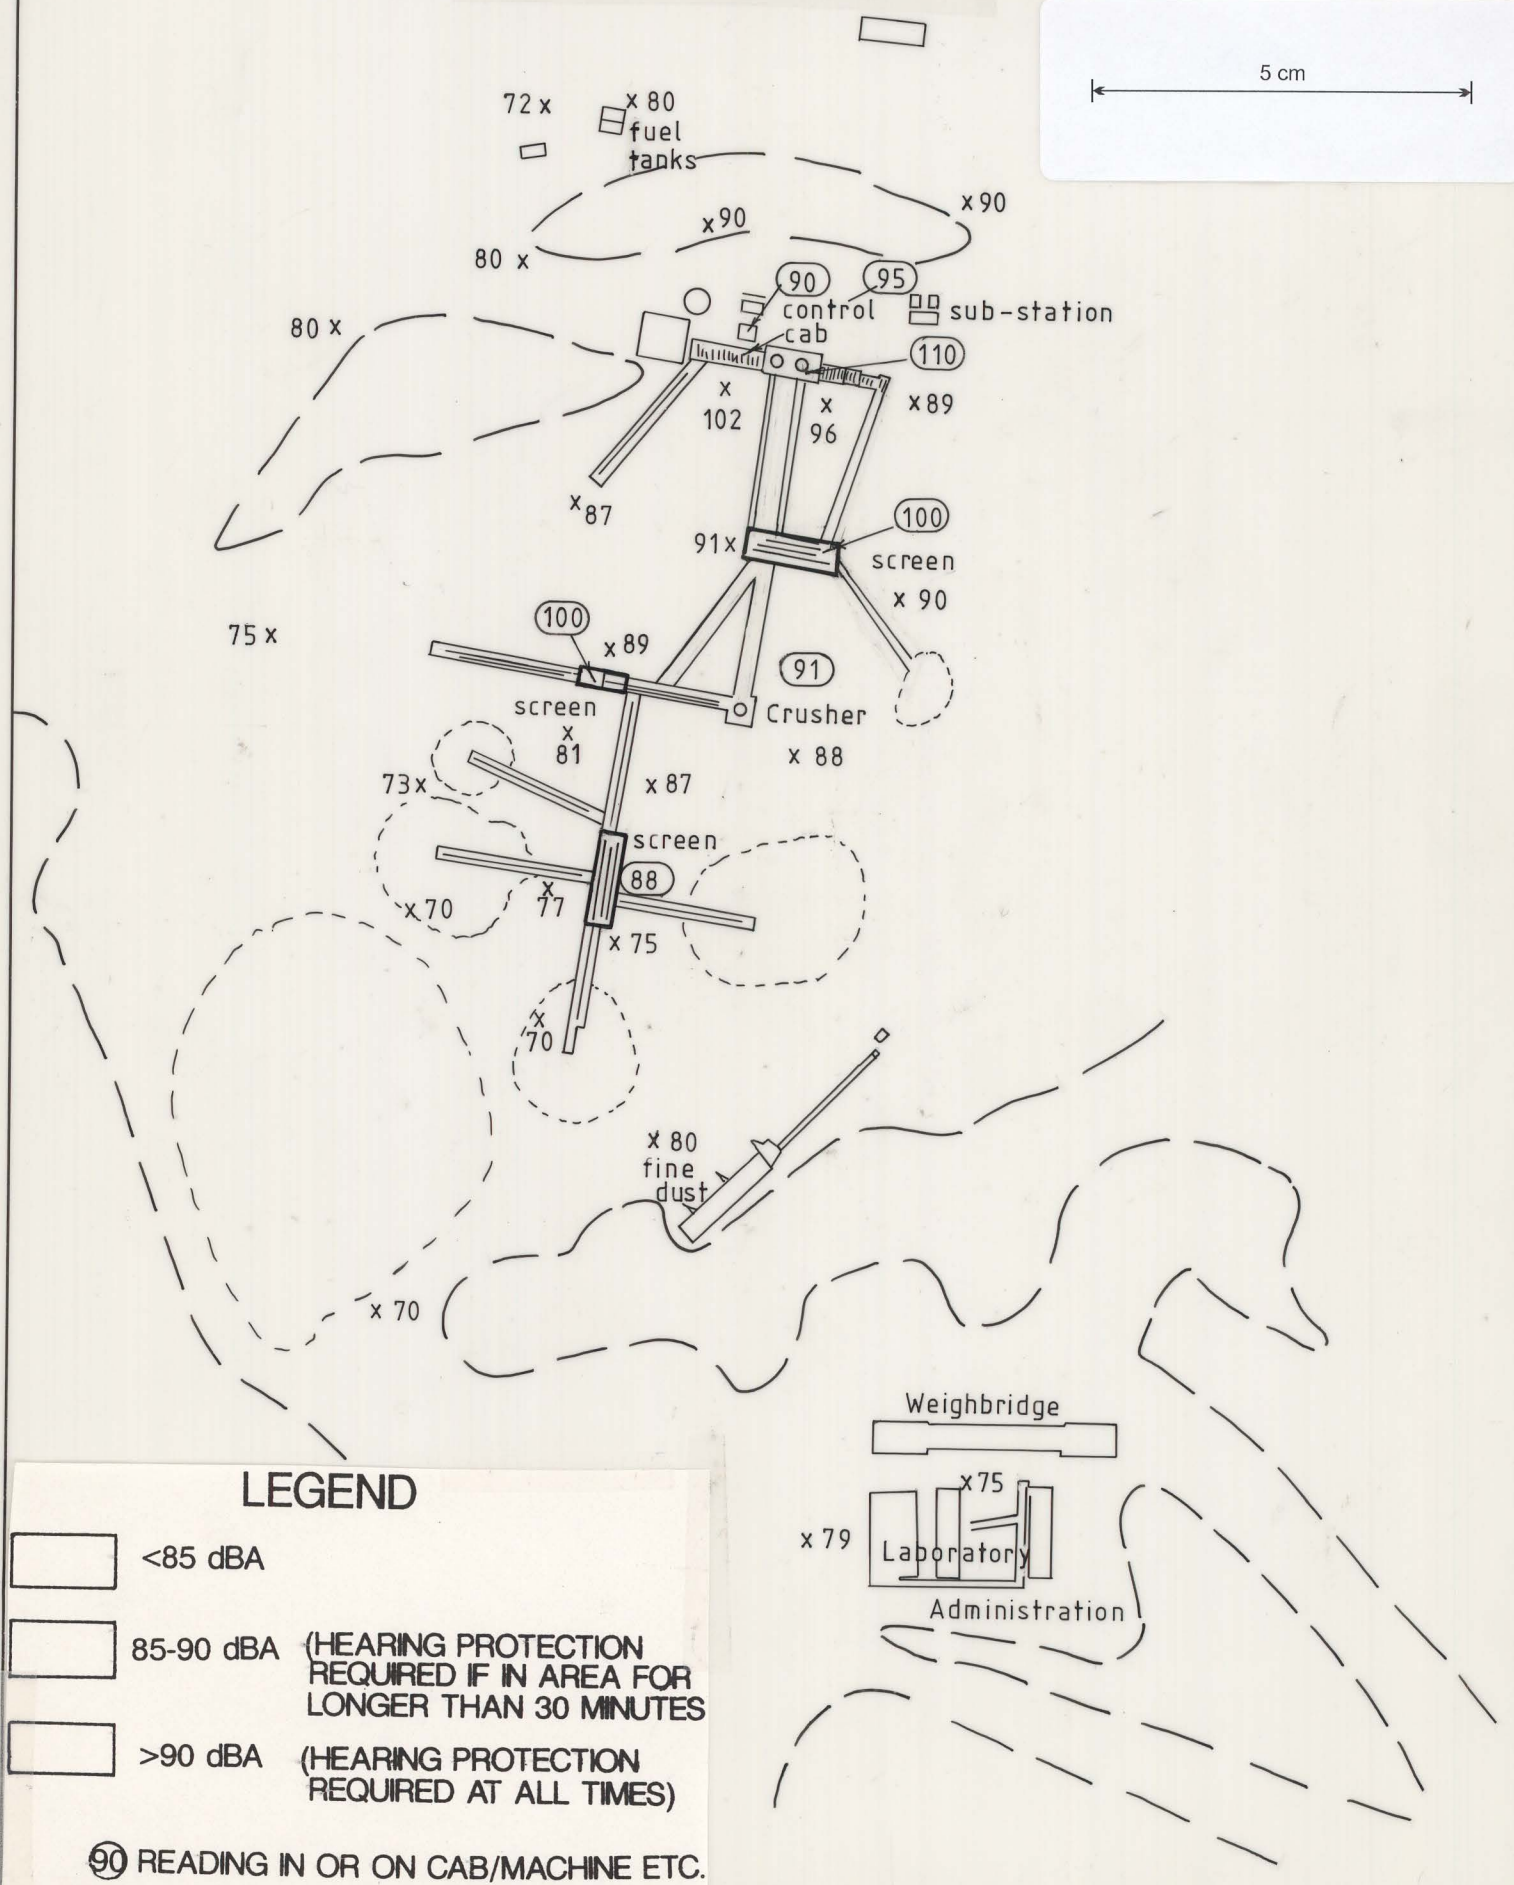 5 cm
72 x
x 80
fuel
tanks
x 90
x 90
80 x
90
95
control
cab
sub-station
80 x
110
x
102
x
96
x 89
x 87
100
91 x
screen
x 90
75 x
100
x 89
91
screen
x
81
Crusher
x 88
73 x
x 87
screen
88
x 70
x
77
x 75
x
70
x 80
fine
dust
x 70
Weighbridge
x 75
x 79
Laboratory
Administration
LEGEND
<85 dBA
85-90 dBA (HEARING PROTECTION
REQUIRED IF IN AREA FOR
LONGER THAN 30 MINUTES
>90 dBA (HEARING PROTECTION
REQUIRED AT ALL TIMES)
90 READING IN OR ON CAB/MACHINE ETC.